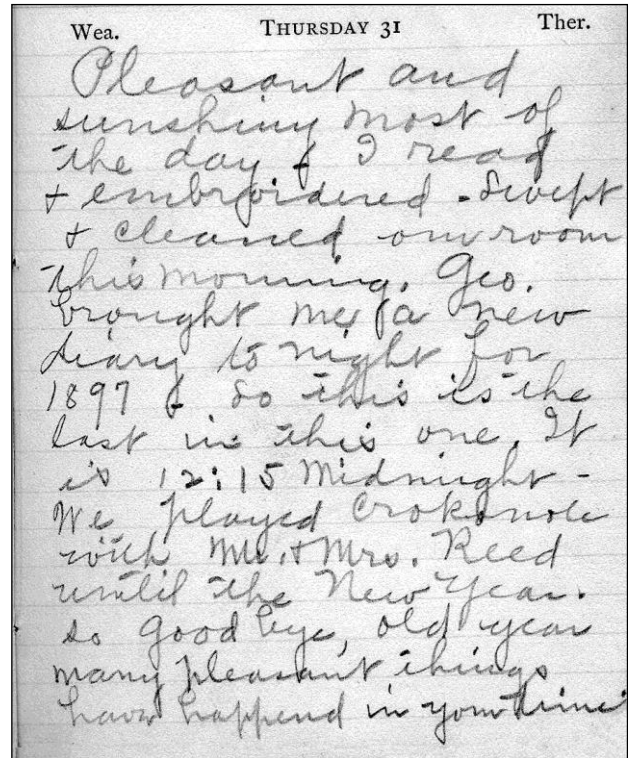 Wea. THURSDAY 31 Ther.
Pleasant and
sunshiny most of
the day & I read
+ embroidered - Swept
+ cleaned our room
this morning. Geo.
brought me a new
diary to night for
1897 & so this is the
last in this one. It
is 12:15 Midnight -
We played Crokonole
with Mr. + Mrs. Reed
until the New Year.
so good bye, old year
many pleasant things
have happend in your time